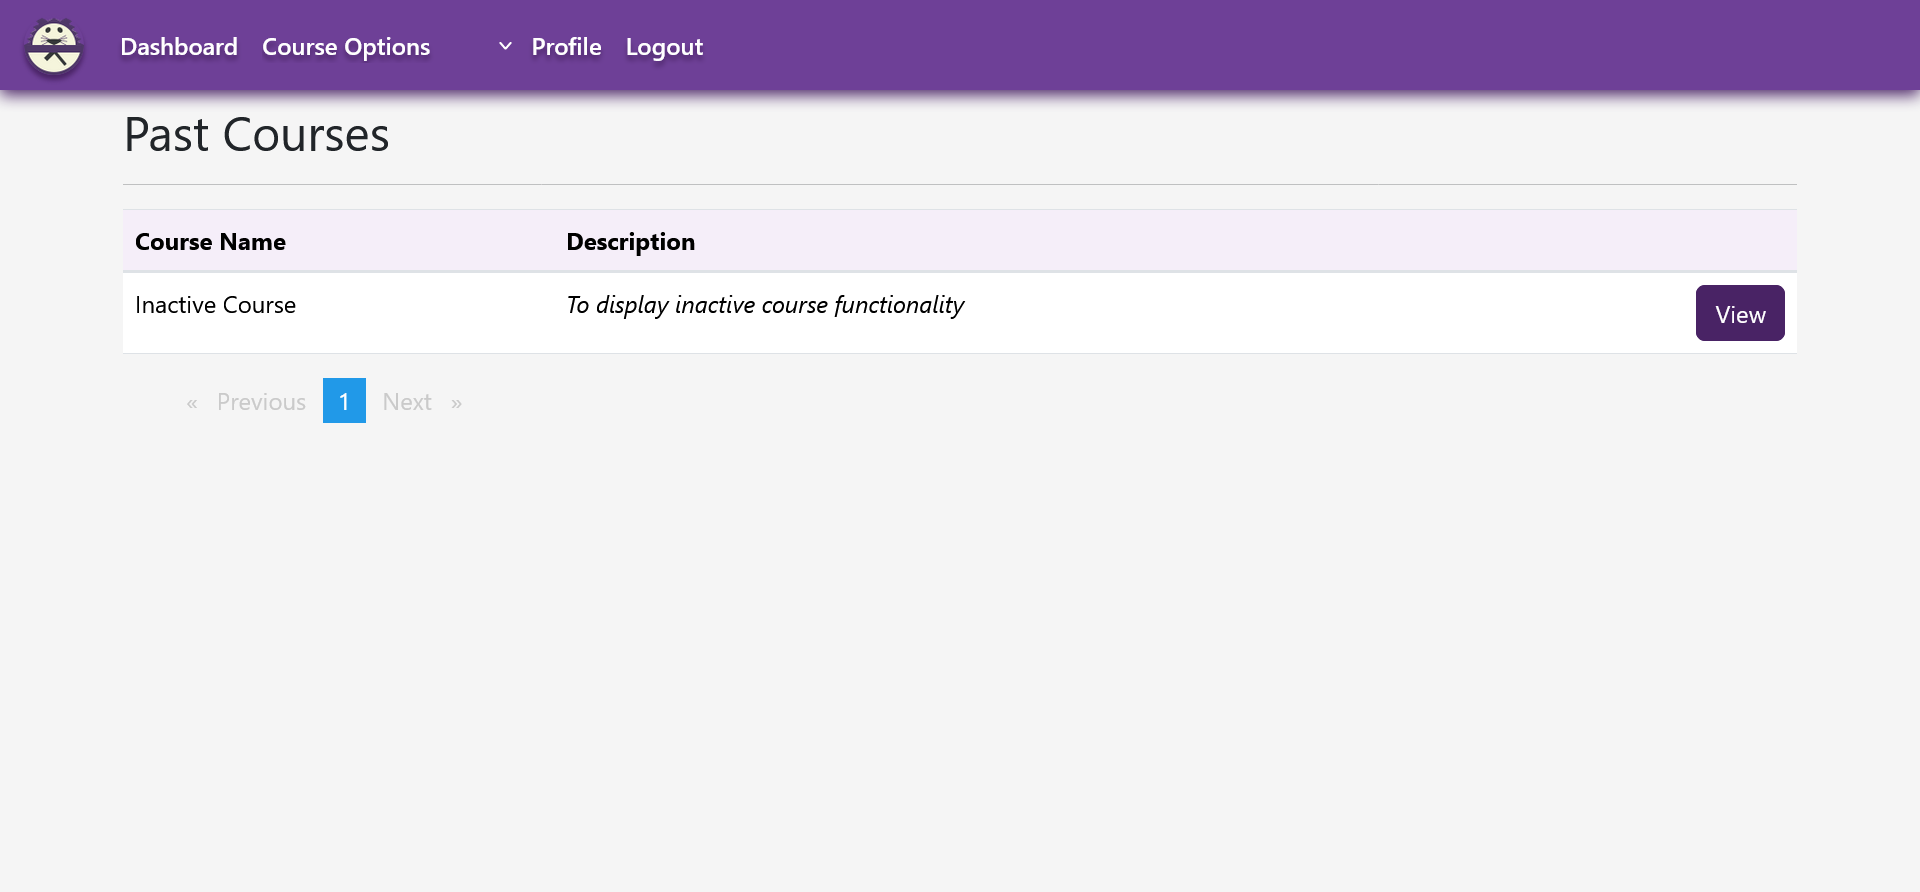 Dashboard Course Options Profile Logout
Past Courses
Course Name Description
Inactive Course To display inactive course functionality View
« Previous 1 Next »